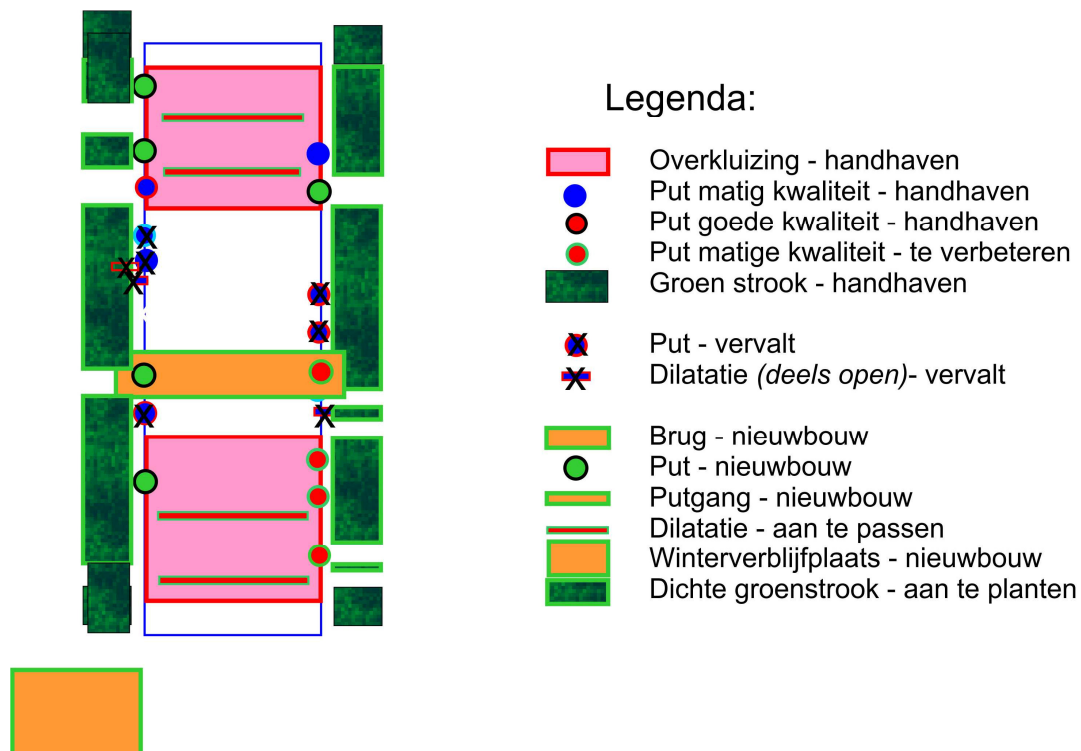 Legenda:
Overkluizing - handhaven
Put matig kwaliteit - handhaven
Put goede kwaliteit - handhaven
Put matige kwaliteit - te verbeteren
Groen strook - handhaven
Put - vervalt
Dilatatie (deels open)- vervalt
Brug - nieuwbouw
Put - nieuwbouw
Putgang - nieuwbouw
Dilatatie - aan te passen
Winterverblijfplaats - nieuwbouw
Dichte groenstrook - aan te planten